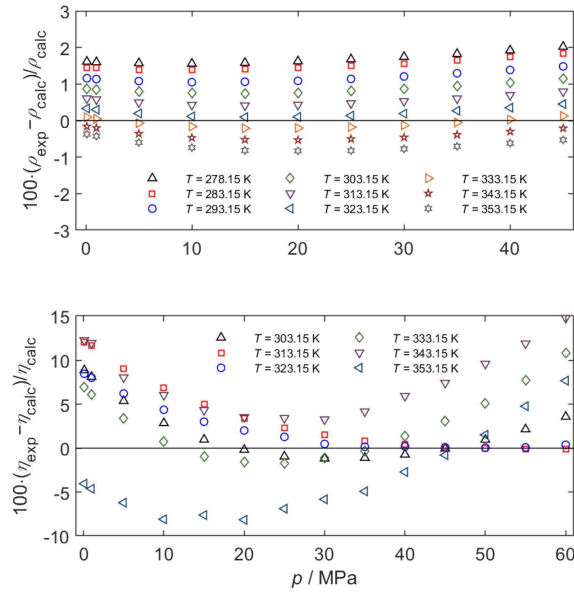 3
2
1
0
-1
-2
-3
0
10
20
30
40
100·(ρexp−ρcalc)/ρcalc
T = 278.15 K
T = 283.15 K
T = 293.15 K
T = 303.15 K
T = 313.15 K
T = 323.15 K
T = 333.15 K
T = 343.15 K
T = 353.15 K
15
10
5
0
-5
-10
0
10
20
30
40
50
60
100·(ηexp−ηcalc)/ηcalc
T = 303.15 K
T = 313.15 K
T = 323.15 K
T = 333.15 K
T = 343.15 K
T = 353.15 K
p / MPa